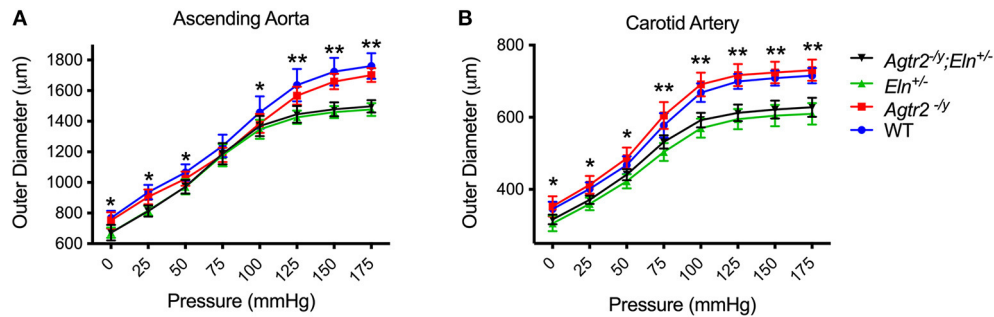 A
Ascending Aorta
Outer Diameter (µm)
1800
1600
1400
1200
1000
800
600
* * * * ** ** **
0 25 50 75 100 125 150 175
Pressure (mmHg)
B
Carotid Artery
Outer Diameter (µm)
800
600
400
* * * ** ** ** ** **
0 25 50 75 100 125 150 175
Pressure (mmHg)
Agtr2-/y;Eln+/-
Eln+/-
Agtr2 -/y
WT